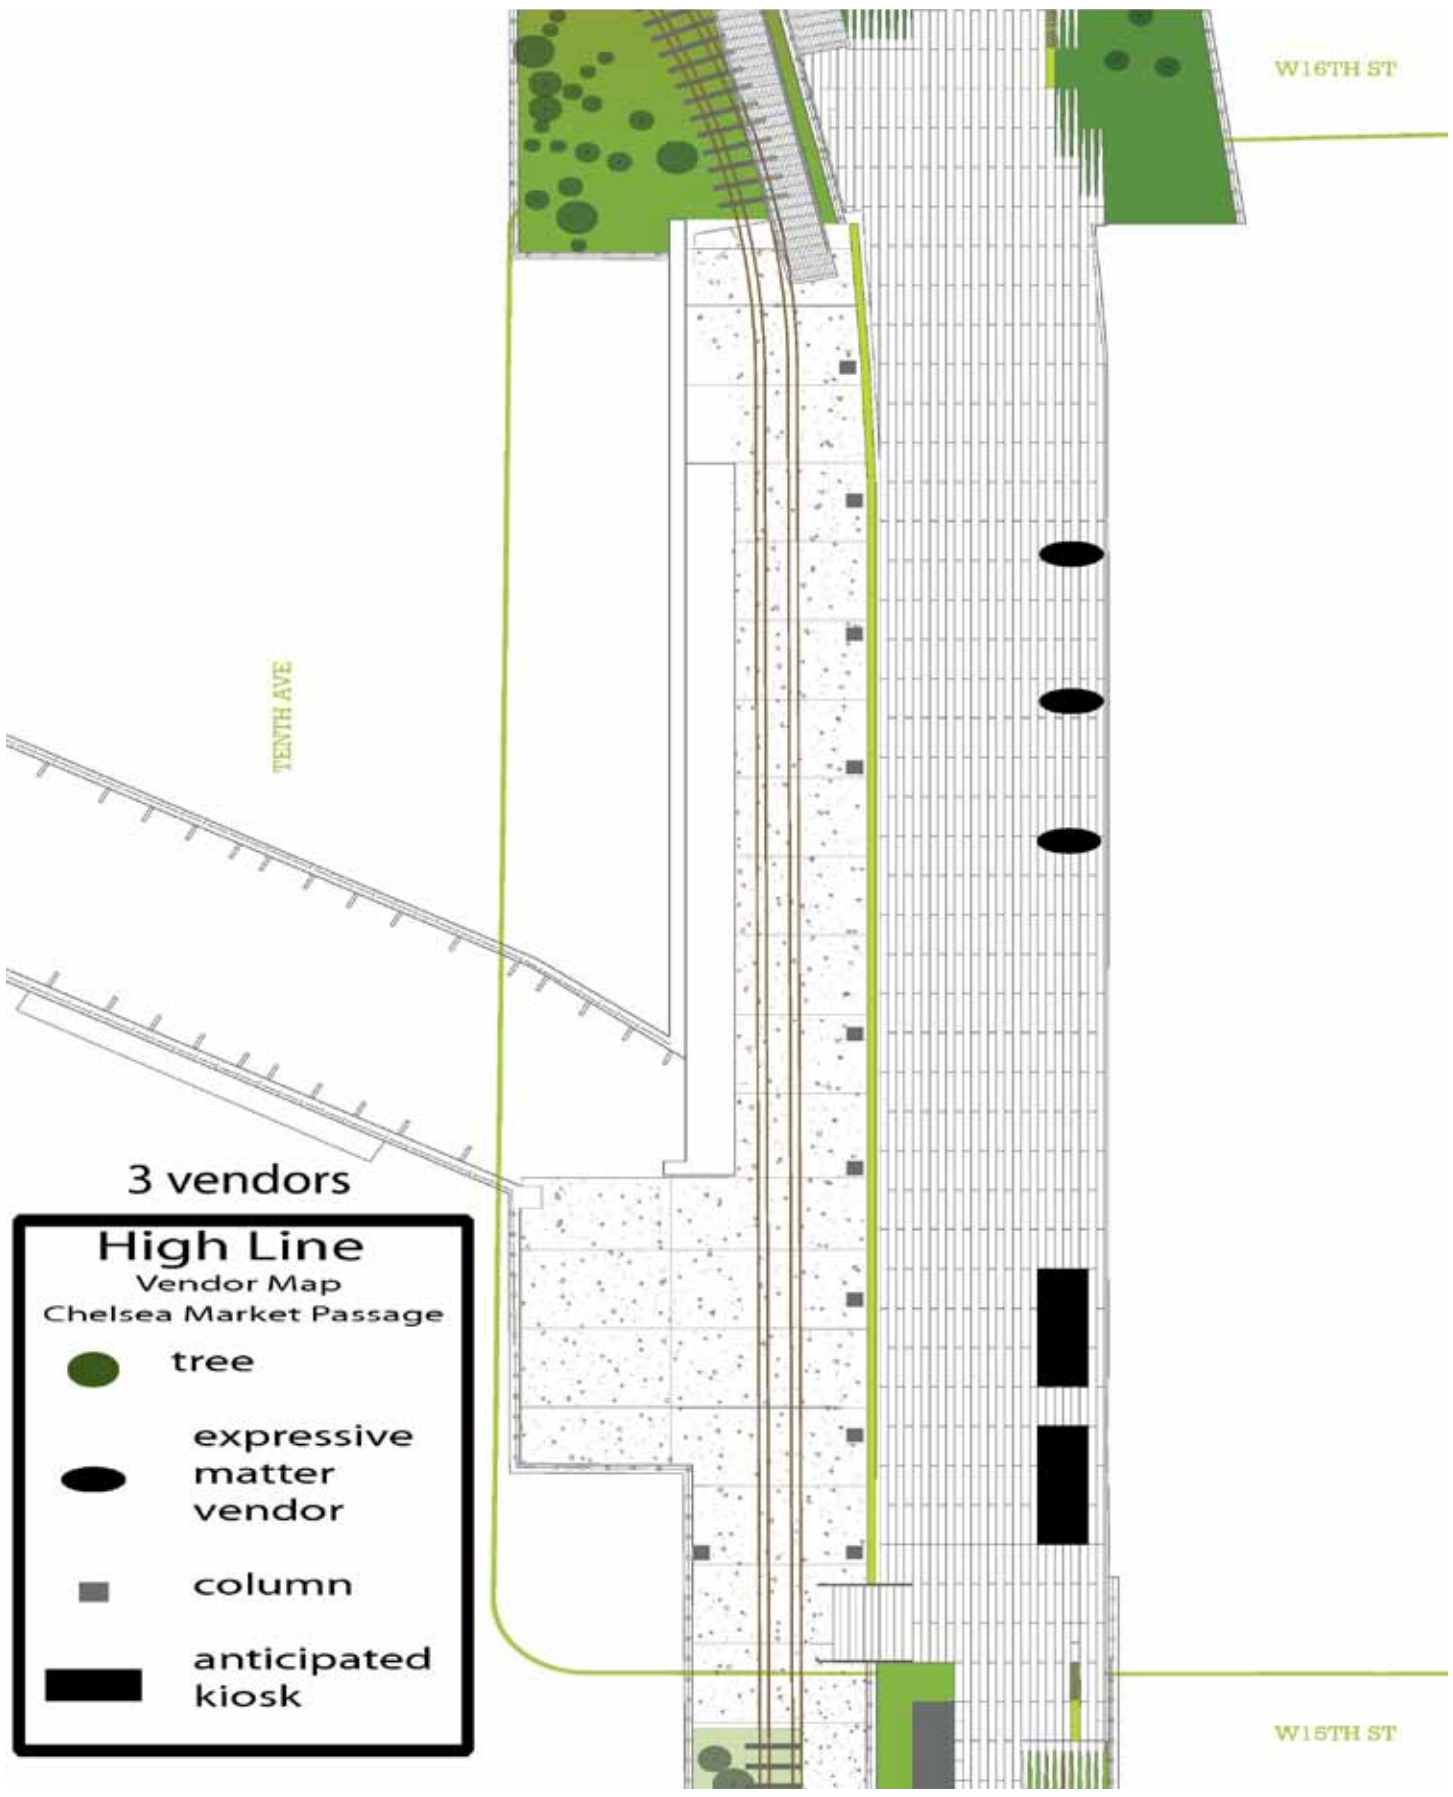 W16TH ST
TENTH AVE
3 vendors
High Line
Vendor Map
Chelsea Market Passage
tree
expressive
matter
vendor
column
anticipated
kiosk
W15TH ST